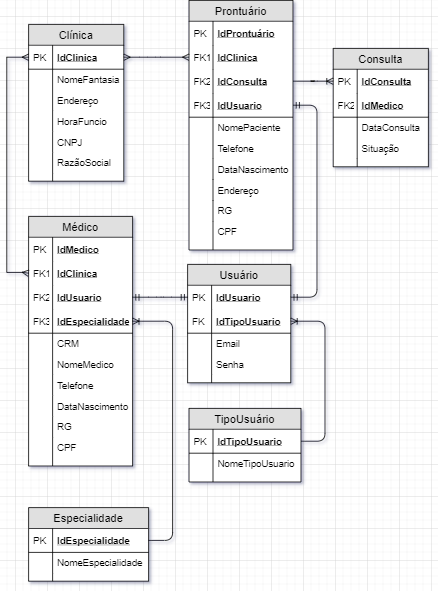 Clínica
PK IdClinica
NomeFantasia
Endereço
HoraFuncio
CNPJ
RazãoSocial
Prontuário
PK IdProntuário
FK1 IdClinica
FK2 IdConsulta
FK3 IdUsuario
NomePaciente
Telefone
DataNascimento
Endereço
RG
CPF
Consulta
PK IdConsulta
FK2 IdMedico
DataConsulta
Situação
Médico
PK IdMedico
FK1 IdClinica
FK2 IdUsuario
FK3 IdEspecialidade
CRM
NomeMedico
Telefone
DataNascimento
RG
CPF
Usuário
PK IdUsuario
FK IdTipoUsuario
Email
Senha
TipoUsuário
PK IdTipoUsuario
NomeTipoUsuario
Especialidade
PK IdEspecialidade
NomeEspecialidade